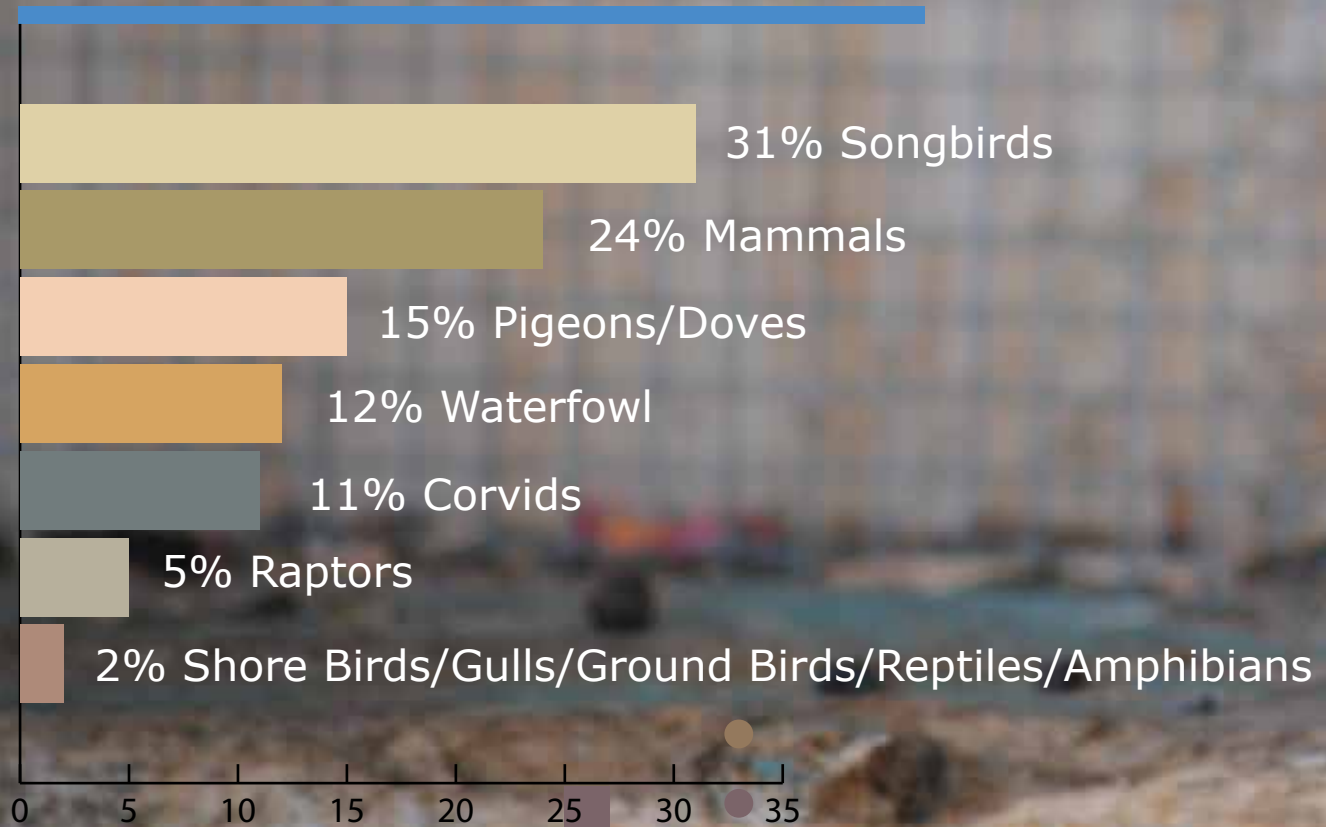 31% Songbirds
24% Mammals
15% Pigeons/Doves
12% Waterfowl
11% Corvids
5% Raptors
2% Shore Birds/Gulls/Ground Birds/Reptiles/Amphibians
0 5 10 15 20 25 30 35